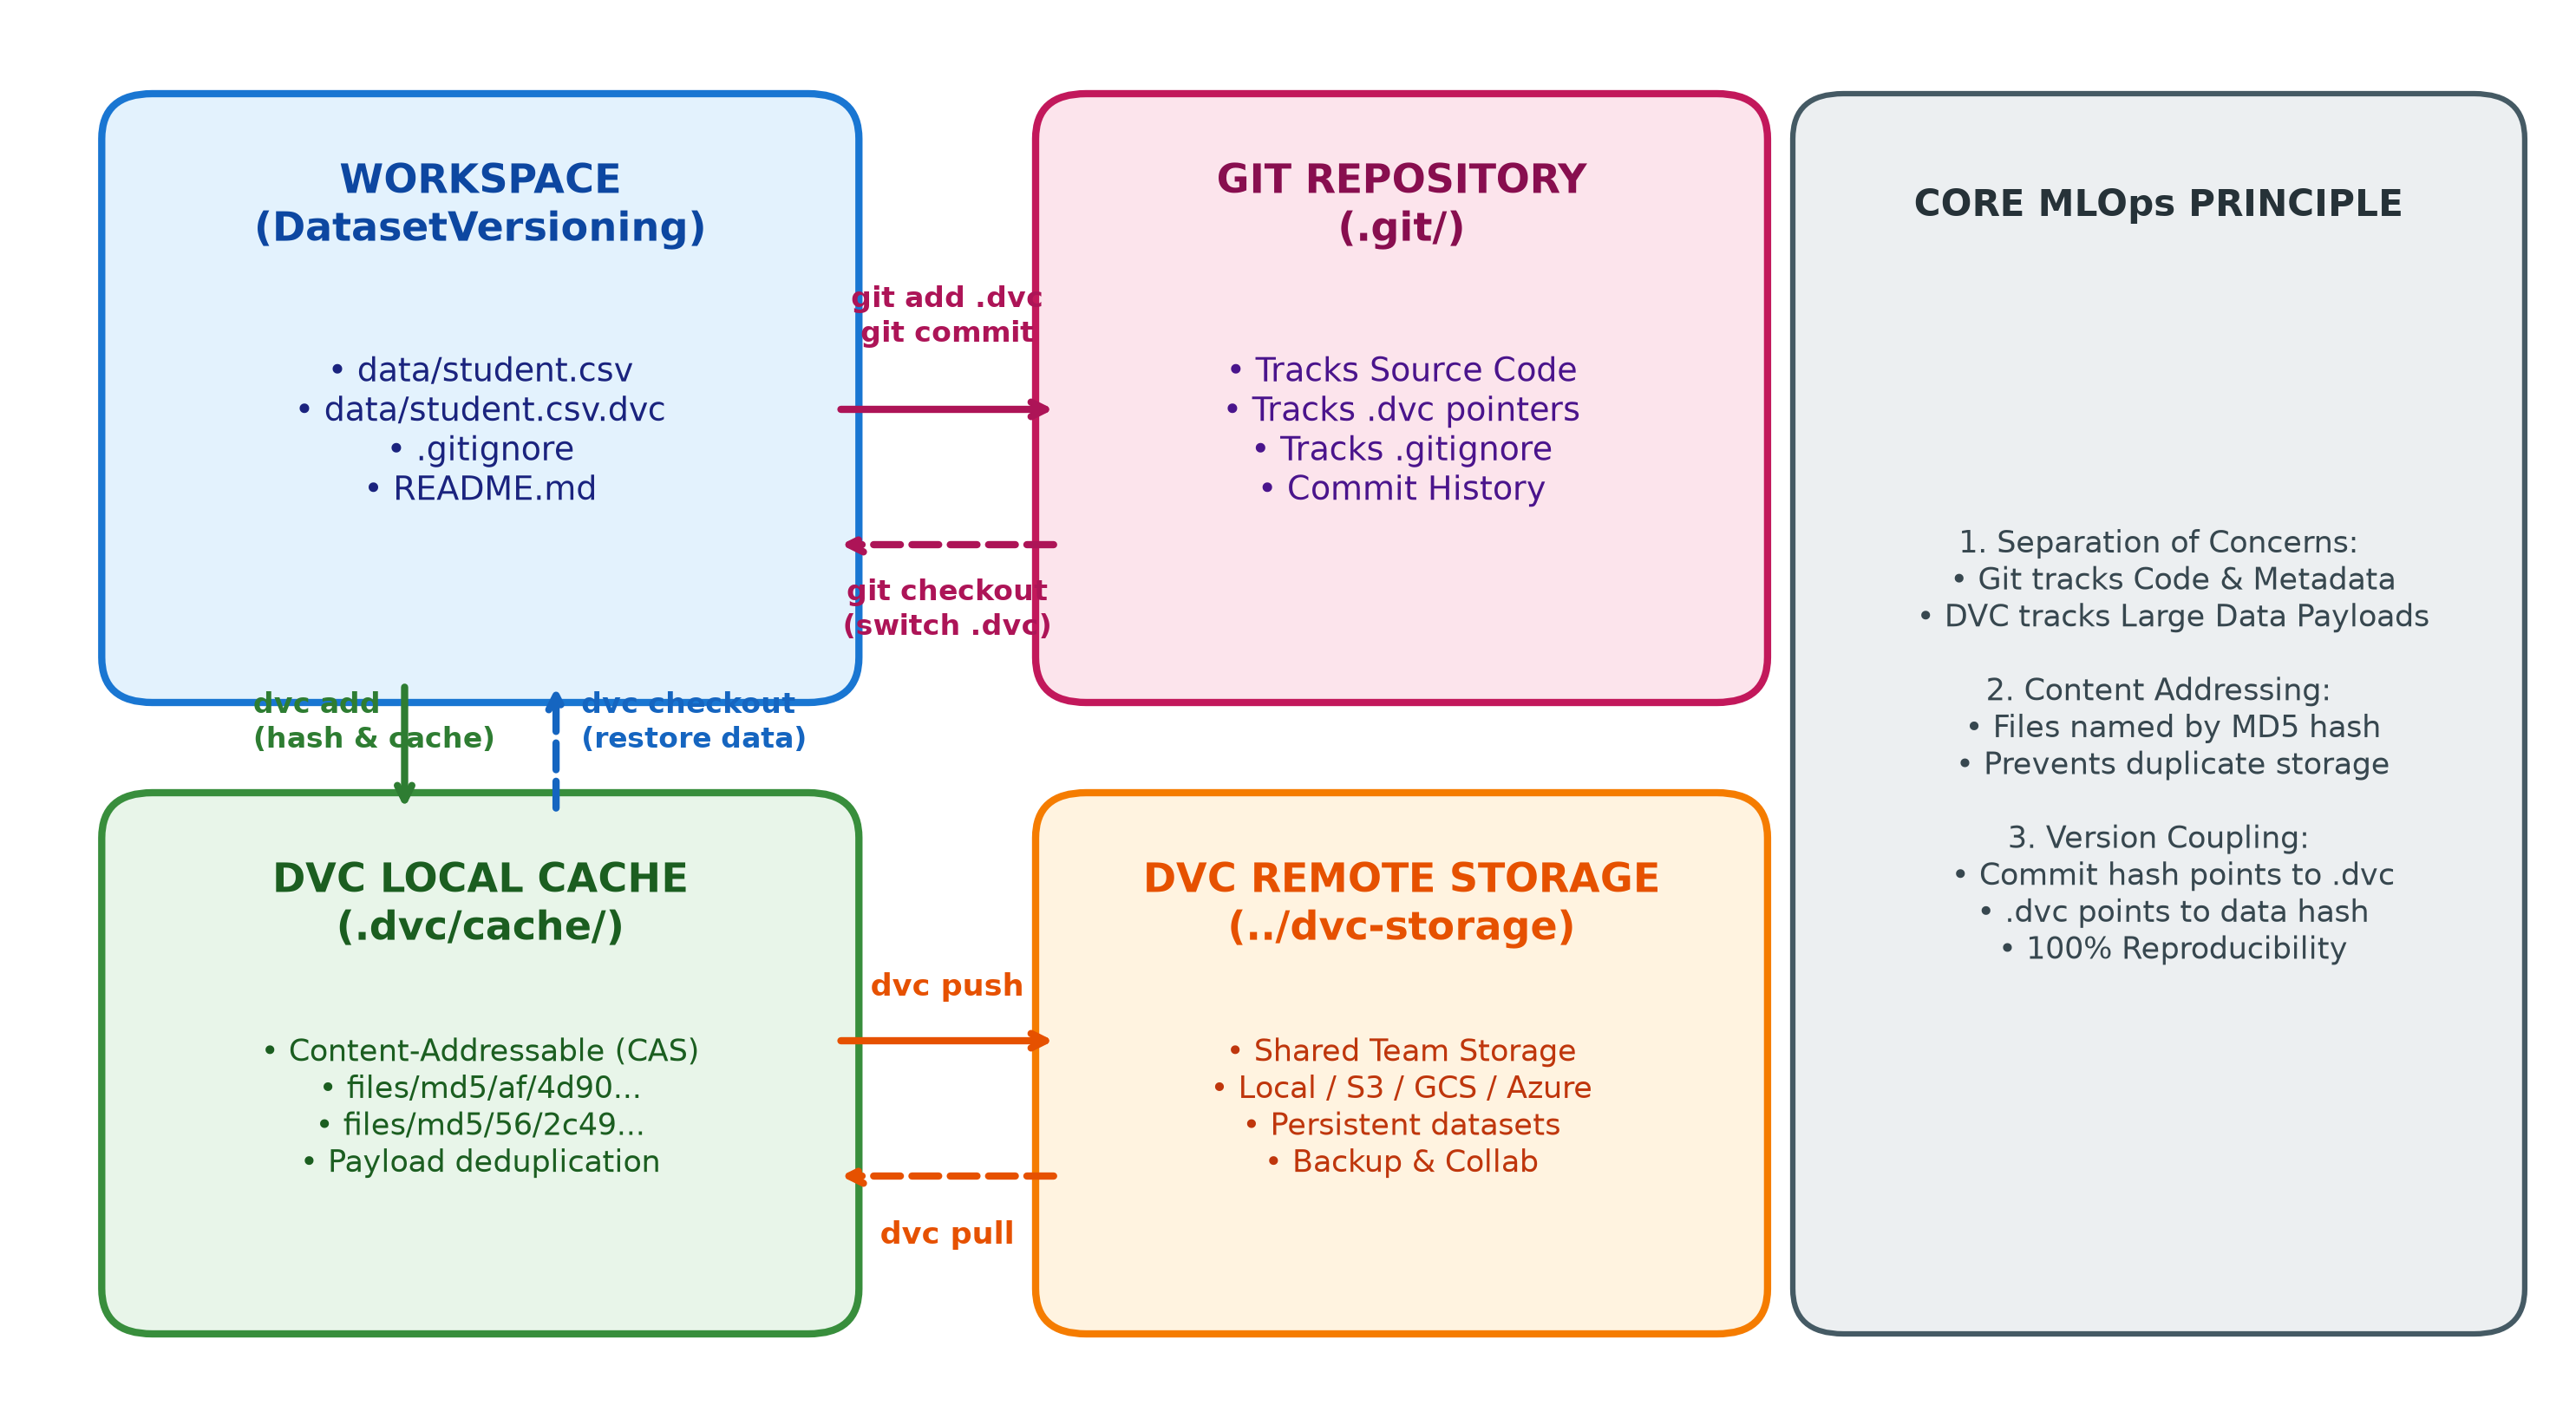 WORKSPACE
(DatasetVersioning)
• data/student.csv
• data/student.csv.dvc
• .gitignore
• README.md
git add .dvc
git commit
git checkout
(switch .dvc)
GIT REPOSITORY
(.git/)
• Tracks Source Code
• Tracks .dvc pointers
• Tracks .gitignore
• Commit History
dvc add
(hash & cache)
dvc checkout
(restore data)
DVC LOCAL CACHE
(.dvc/cache/)
• Content-Addressable (CAS)
• files/md5/af/4d90...
• files/md5/56/2c49...
• Payload deduplication
dvc push
dvc pull
DVC REMOTE STORAGE
(../dvc-storage)
• Shared Team Storage
• Local / S3 / GCS / Azure
• Persistent datasets
• Backup & Collab
CORE MLOps PRINCIPLE
1. Separation of Concerns:
• Git tracks Code & Metadata
• DVC tracks Large Data Payloads
2. Content Addressing:
• Files named by MD5 hash
• Prevents duplicate storage
3. Version Coupling:
• Commit hash points to .dvc
• .dvc points to data hash
• 100% Reproducibility